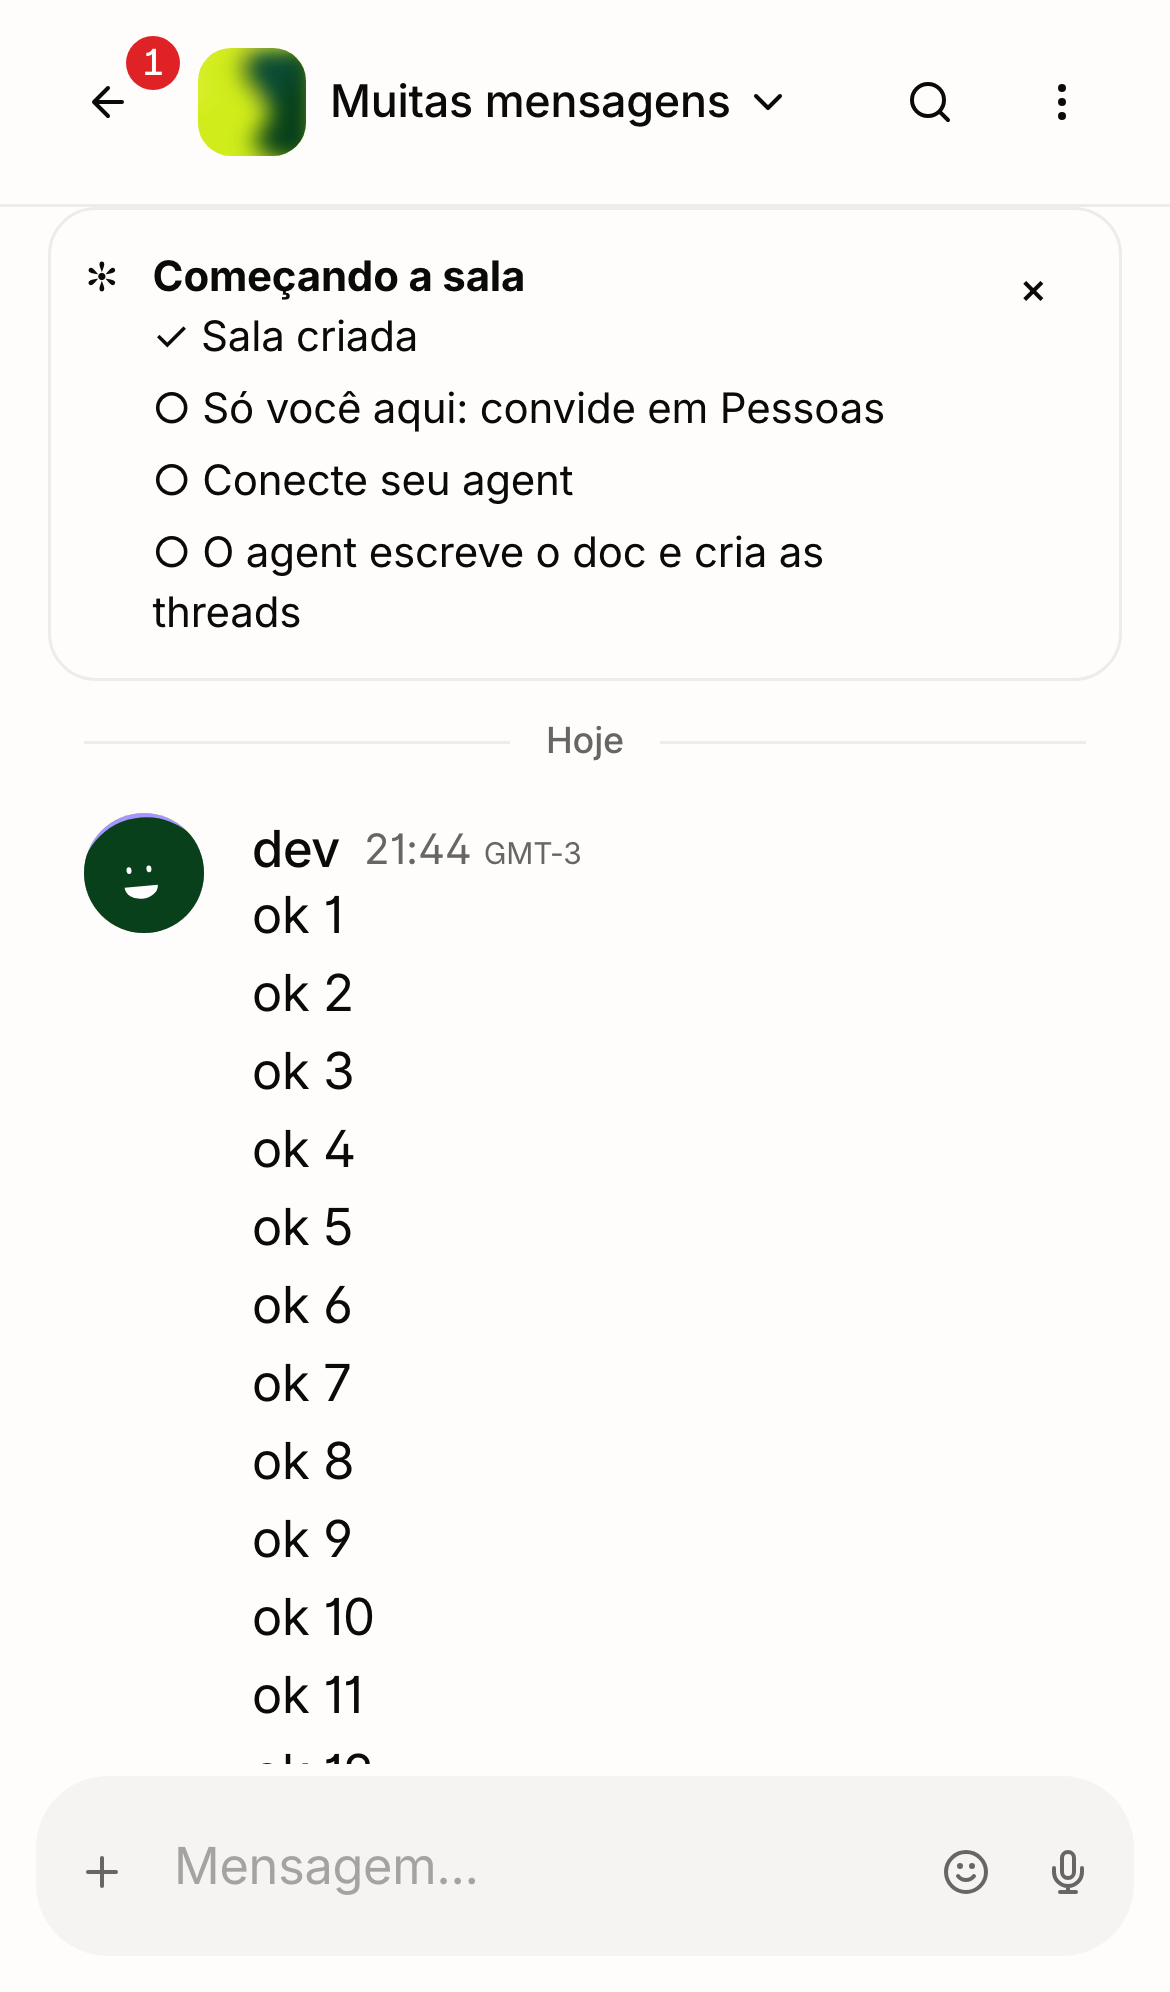 1
Muitas mensagens
Começando a sala
Sala criada
Só você aqui: convide em Pessoas
Conecte seu agent
O agent escreve o doc e cria as
threads
Hoje
dev 21:44 GMT-3
ok 1
ok 2
ok 3
ok 4
ok 5
ok 6
ok 7
ok 8
ok 9
ok 10
ok 11
Mensagem...